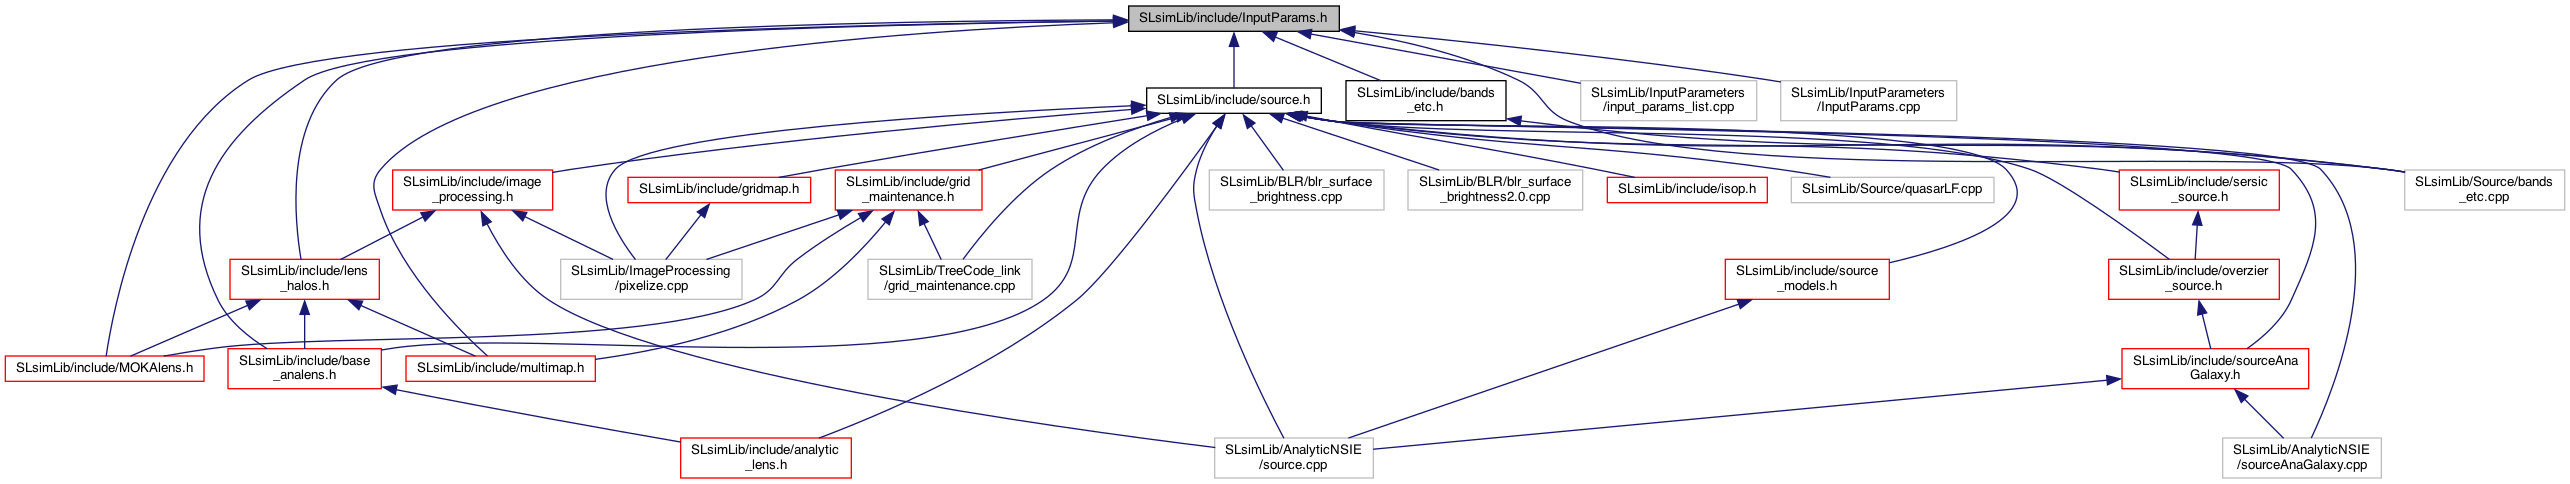 SLsimLib/include/InputParams.h
SLsimLib/include/source.h
SLsimLib/include/bands
_etc.h
SLsimLib/InputParameters
/input_params_list.cpp
SLsimLib/InputParameters
/InputParams.cpp
SLsimLib/include/image
_processing.h
SLsimLib/include/gridmap.h
SLsimLib/include/grid
_maintenance.h
SLsimLib/BLR/blr_surface
_brightness.cpp
SLsimLib/BLR/blr_surface
_brightness2.0.cpp
SLsimLib/include/isop.h
SLsimLib/Source/quasarLF.cpp
SLsimLib/include/sersic
_source.h
SLsimLib/Source/bands
_etc.cpp
SLsimLib/include/lens
_halos.h
SLsimLib/ImageProcessing
/pixelize.cpp
SLsimLib/TreeCode_link
/grid_maintenance.cpp
SLsimLib/include/source
_models.h
SLsimLib/include/overzier
_source.h
SLsimLib/include/MOKAlens.h
SLsimLib/include/base
_analens.h
SLsimLib/include/multimap.h
SLsimLib/include/sourceAna
Galaxy.h
SLsimLib/include/analytic
_lens.h
SLsimLib/AnalyticNSIE
/source.cpp
SLsimLib/AnalyticNSIE
/sourceAnaGalaxy.cpp